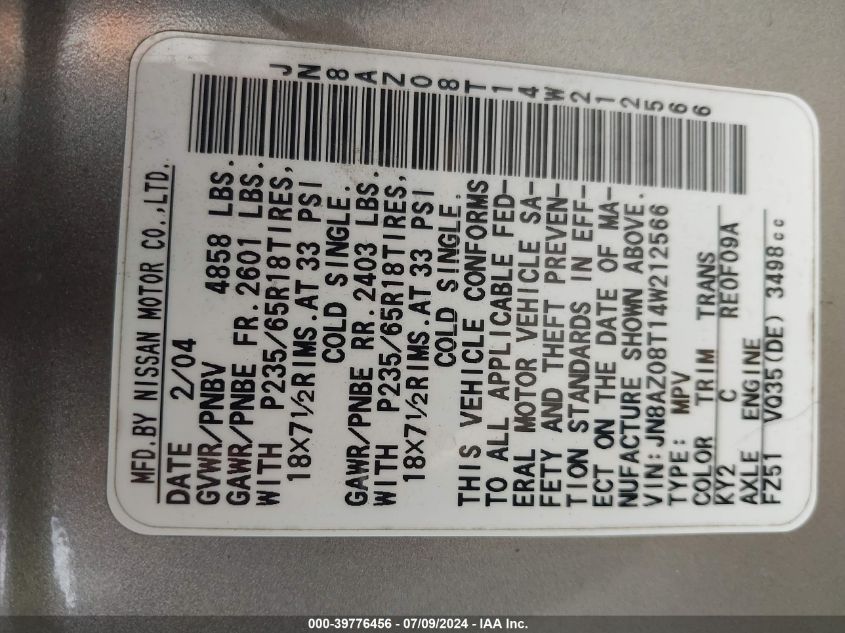 JN8AZ08T14W212566
MFD.BY NISSAN MOTOR CO.,LTD.
DATE 2/04
GVWR/PNBV 4858 LBS.
GAWR/PNBE FR.2601 LBS.
WITH P235/65R18TIRES,
18X7½RIMS.AT 33 PSI
COLD SINGLE.
GAWR/PNBE RR.2403 LBS.
WITH P235/65R18TIRES,
18X7½RIMS.AT 33 PSI
COLD SINGLE.
THIS VEHICLE CONFORMS
TO ALL APPLICABLE FED-
ERAL MOTOR VEHICLE SA-
FETY AND THEFT PREVEN-
TION STANDARDS IN EFF-
ECT ON THE DATE OF MA-
NUFACTURE SHOWN ABOVE.
VIN:JN8AZ08T14W212566
TYPE: MPV
COLOR TRIM TRANS
KY2 C RE0F09A
AXLE ENGINE
FZ51 VQ35(DE) 3498cc
000-39776456 - 07/09/2024 - IAA Inc.